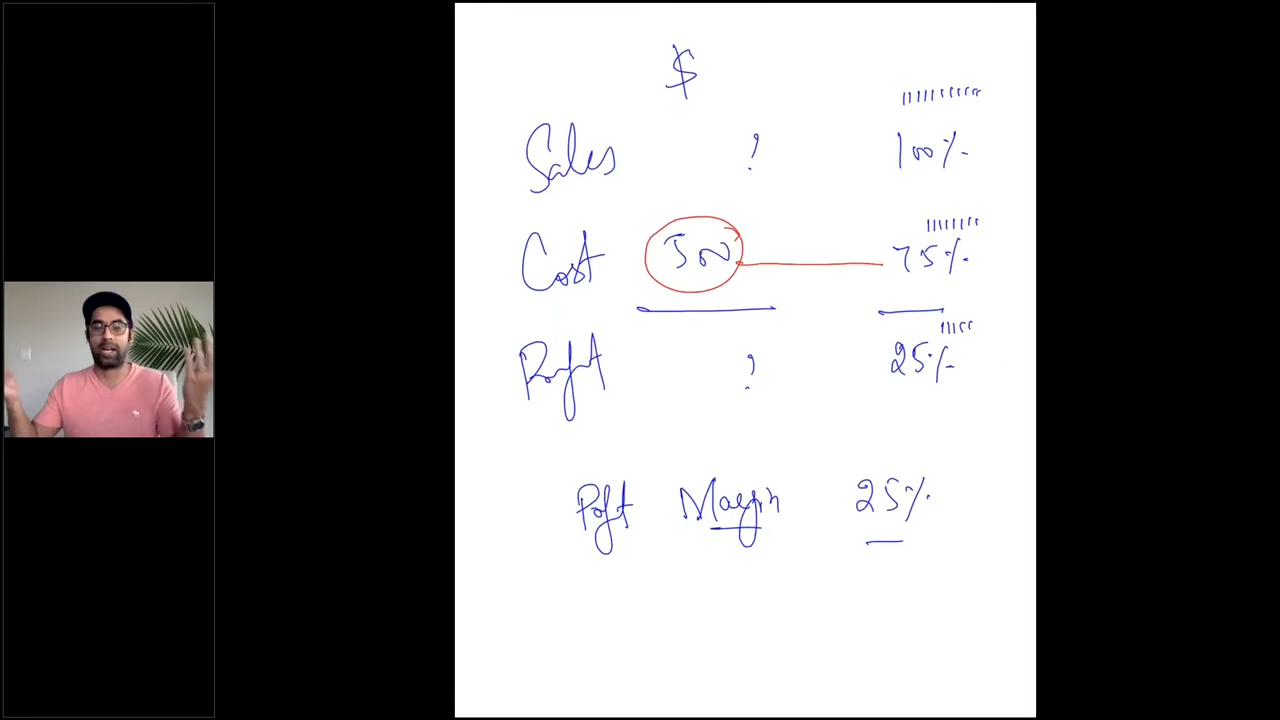 $
Sales ? 100%
Cost 500 75%
Profit ? 25%
Profit Margin 25%